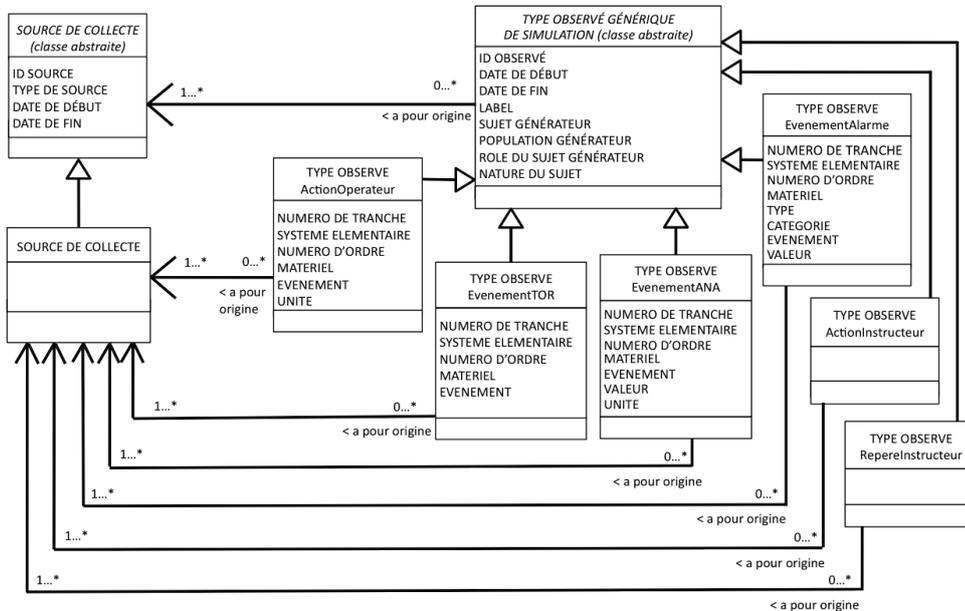 SOURCE DE COLLECTE
(classe abstraite)
ID SOURCE
TYPE DE SOURCE
DATE DE DÉBUT
DATE DE FIN
1...*
0...*
< a pour origine
TYPE OBSERVÉ GÉNÉRIQUE
DE SIMULATION (classe abstraite)
ID OBSERVÉ
DATE DE DÉBUT
DATE DE FIN
LABEL
SUJET GÉNÉRATEUR
POPULATION GÉNÉRATEUR
ROLE DU SUJET GÉNÉRATEUR
NATURE DU SUJET
TYPE OBSERVE
EvenementAlarme
NUMERO DE TRANCHE
SYSTEME ELEMENTAIRE
NUMERO D'ORDRE
MATERIEL
TYPE
CATEGORIE
EVENEMENT
VALEUR
TYPE OBSERVE
ActionOperateur
NUMERO DE TRANCHE
SYSTEME ELEMENTAIRE
NUMERO D'ORDRE
MATERIEL
EVENEMENT
UNITE
SOURCE DE COLLECTE
1...*
0...*
< a pour
origine
TYPE OBSERVE
EvenementTOR
NUMERO DE TRANCHE
SYSTEME ELEMENTAIRE
NUMERO D'ORDRE
MATERIEL
EVENEMENT
TYPE OBSERVE
EvenementANA
NUMERO DE TRANCHE
SYSTEME ELEMENTAIRE
NUMERO D'ORDRE
MATERIEL
EVENEMENT
VALEUR
UNITE
TYPE OBSERVE
ActionInstructeur
TYPE OBSERVE
RepereInstructeur
1...*
0...*
< a pour origine
1...*
0...*
< a pour origine
1...*
0...*
< a pour origine
1...*
0...*
< a pour origine
1...*
0...*
< a pour origine